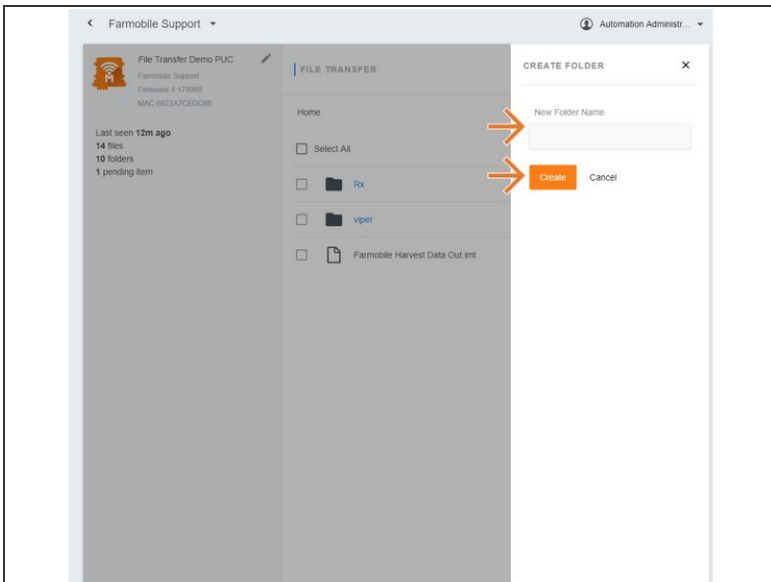 Farmobile Support
Automation Administr...
File Transfer Demo PUC
Farmobile Support
Firmware 4.179000
MAC 0023A7CEDC68
Last seen 12m ago
14 files
10 folders
1 pending item
FILE TRANSFER
Home
Select All
Rx
viper
Farmobile Harvest Data Out.imt
CREATE FOLDER
New Folder Name
Create
Cancel